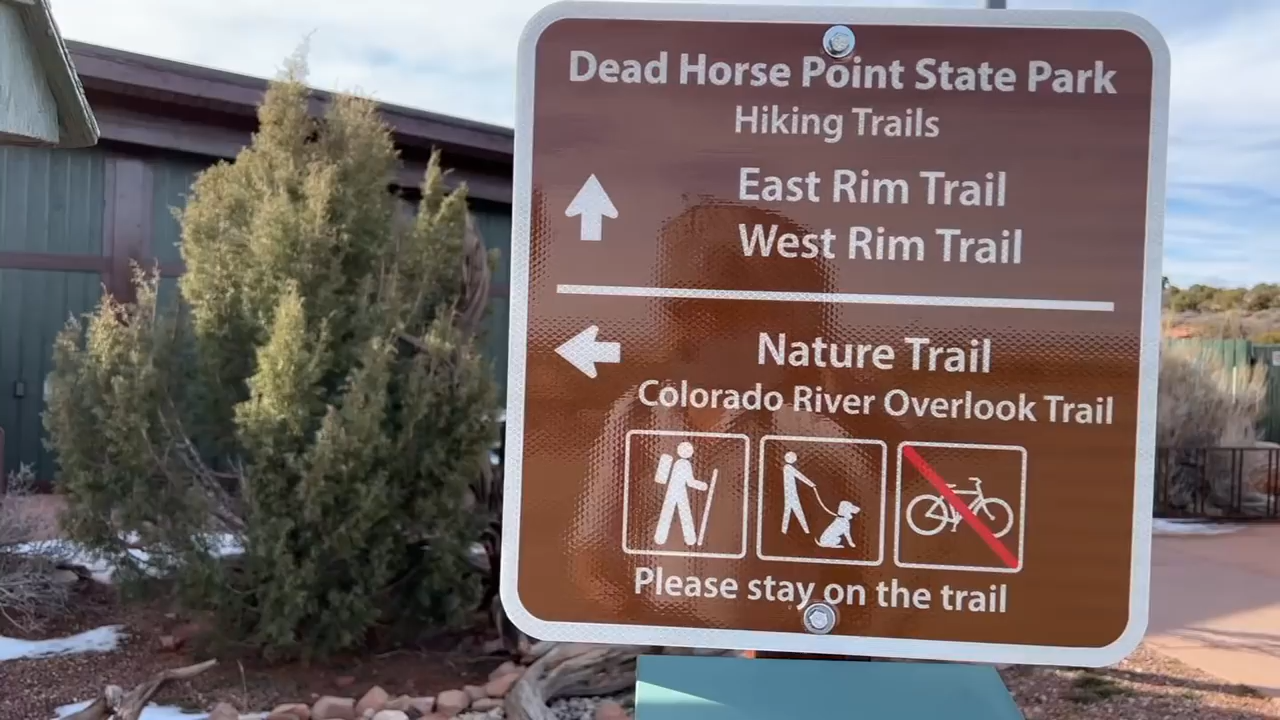 Dead Horse Point State Park
Hiking Trails
East Rim Trail
West Rim Trail
Nature Trail
Colorado River Overlook Trail
Please stay on the trail